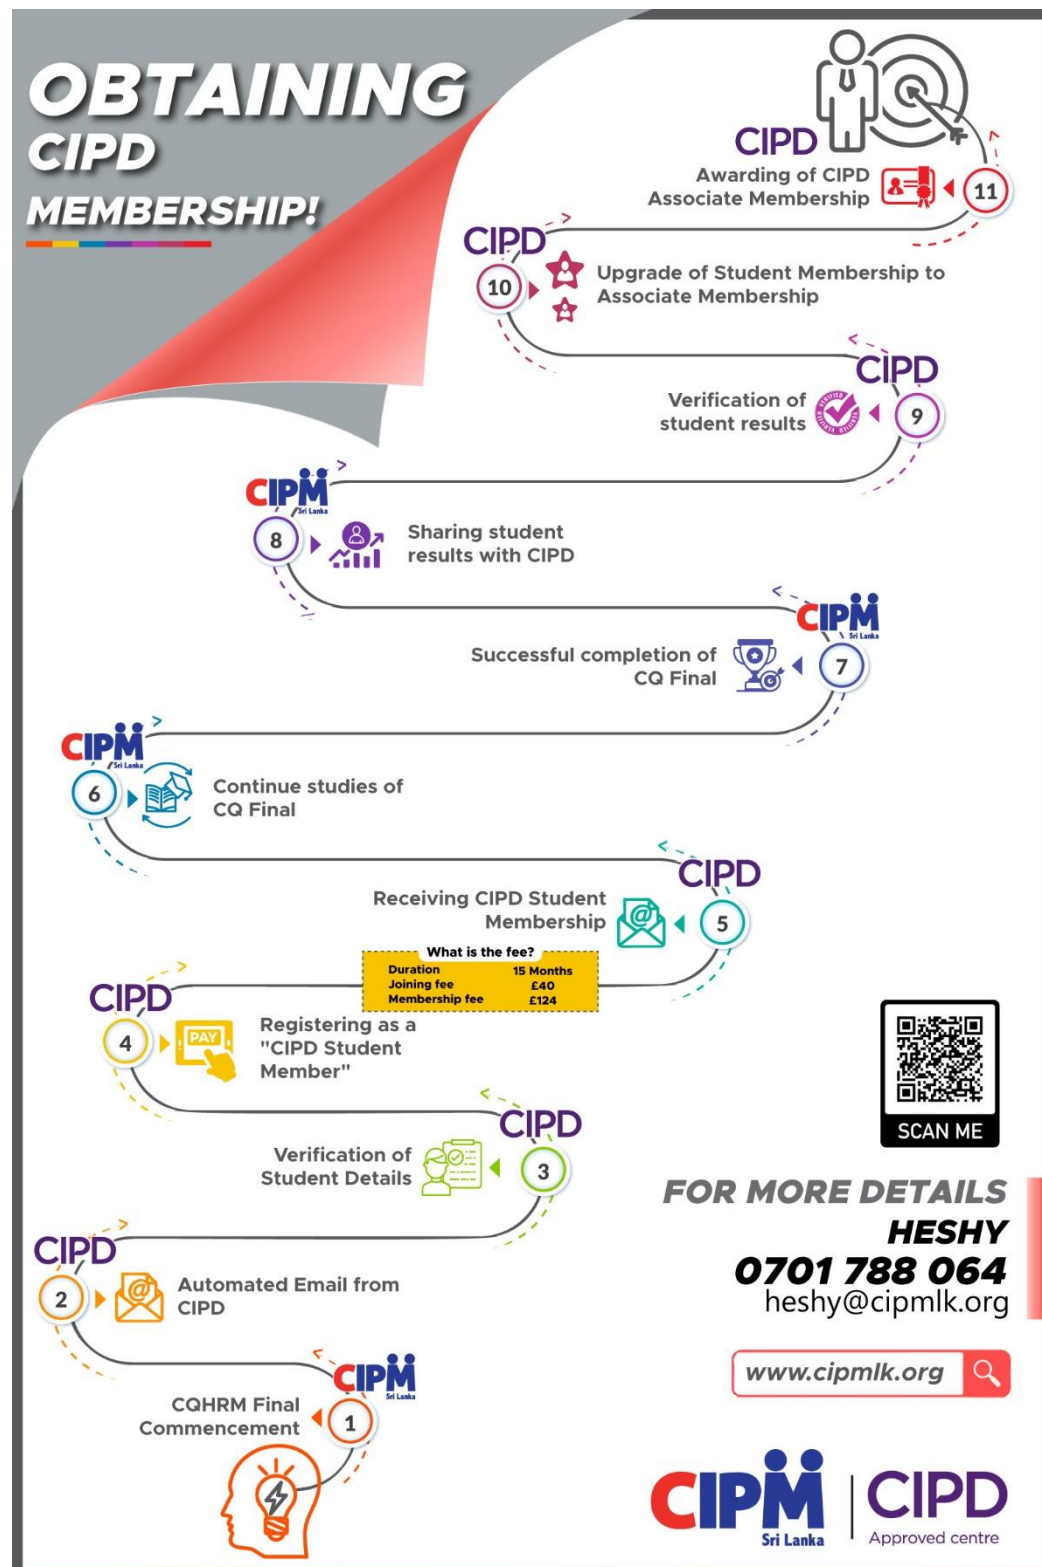 OBTAINING
CIPD
MEMBERSHIP!
CIPD
Awarding of CIPD
Associate Membership
11
CIPD
10
Upgrade of Student Membership to
Associate Membership
CIPD
Verification of
student results
VERIFIED
9
CIPM
Sri Lanka
8
Sharing student
results with CIPD
CIPM
Sri Lanka
Successful completion of
CQ Final
7
CIPM
Sri Lanka
6
Continue studies of
CQ Final
CIPD
Receiving CIPD Student
Membership
5
What is the fee?
Duration 15 Months
Joining fee £40
Membership fee £124
CIPD
4
PAY
Registering as a
"CIPD Student
Member"
CIPD
Verification of
Student Details
3
CIPD
2
Automated Email from
CIPD
CIPM
Sri Lanka
CQHRM Final
Commencement
1
SCAN ME
FOR MORE DETAILS
HESHY
0701 788 064
heshy@cipmlk.org
www.cipmlk.org
CIPM
Sri Lanka
CIPD
Approved centre